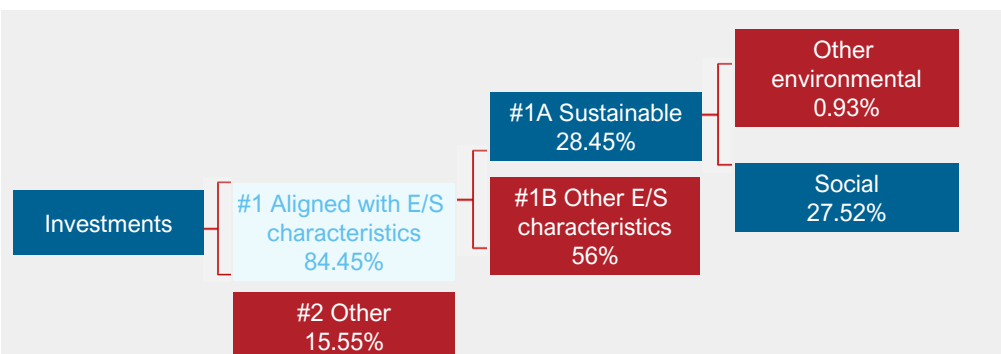 Investments
#1 Aligned with E/S
characteristics
84.45%
#2 Other
15.55%
#1A Sustainable
28.45%
#1B Other E/S
characteristics
56%
Other
environmental
0.93%
Social
27.52%